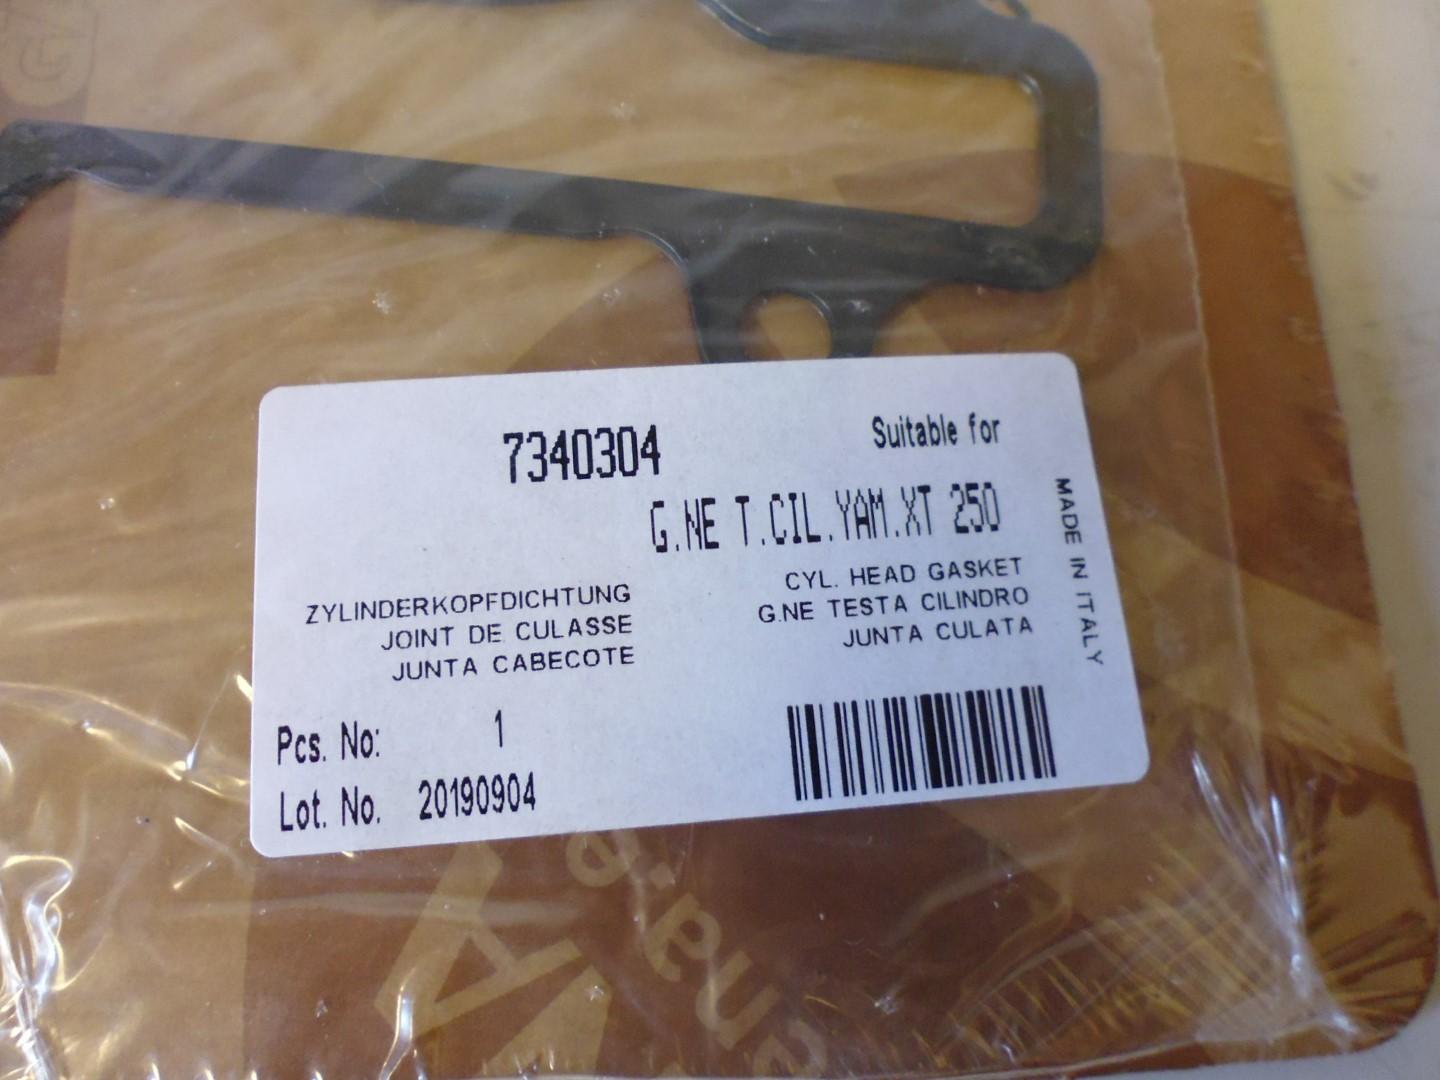 7340304
Suitable for
G.NE T.CIL.YAM.XT 250
ZYLINDERKOPFDICHTUNG
JOINT DE CULASSE
JUNTA CABECOTE
CYL. HEAD GASKET
G.NE TESTA CILINDRO
JUNTA CULATA
MADE IN ITALY
Pcs. No: 1
Lot. No. 20190904